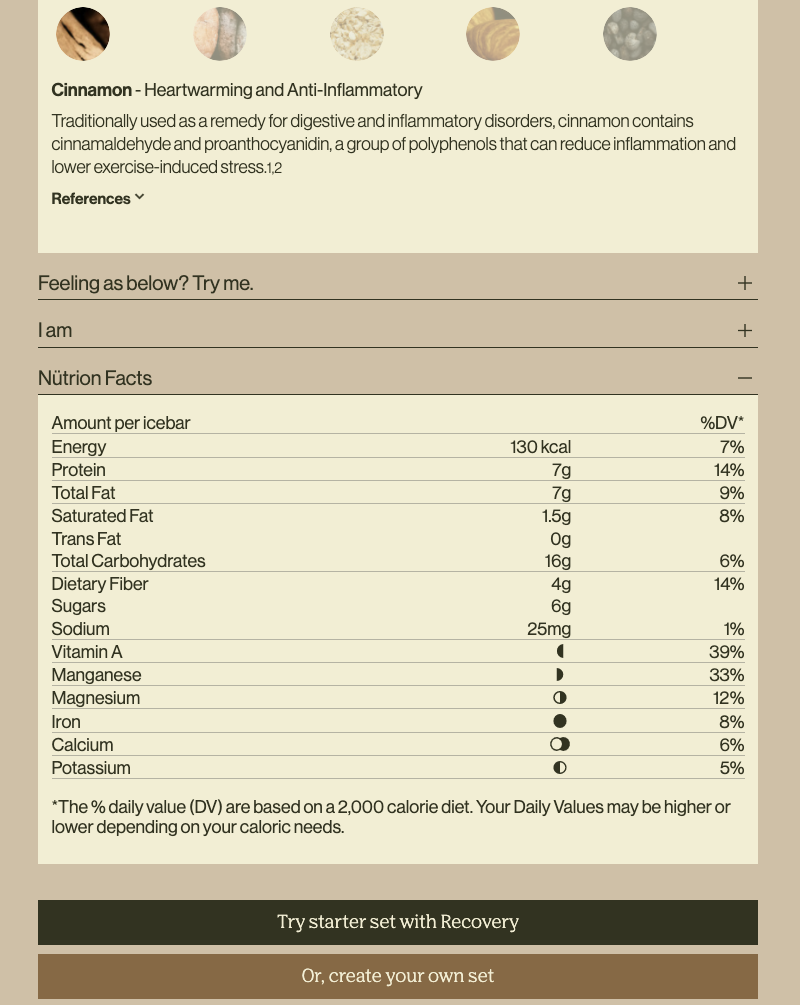 Cinnamon - Heartwarming and Anti-Inflammatory
Traditionally used as a remedy for digestive and inflammatory disorders, cinnamon contains
cinnamaldehyde and proanthocyanidin, a group of polyphenols that can reduce inflammation and
lower exercise-induced stress.1,2
References
Feeling as below? Try me.
I am
Nütrion Facts
Amount per icebar %DV*
Energy 130 kcal 7%
Protein 7g 14%
Total Fat 7g 9%
Saturated Fat 1.5g 8%
Trans Fat 0g
Total Carbohydrates 16g 6%
Dietary Fiber 4g 14%
Sugars 6g
Sodium 25mg 1%
Vitamin A 39%
Manganese 33%
Magnesium 12%
Iron 8%
Calcium 6%
Potassium 5%
*The % daily value (DV) are based on a 2,000 calorie diet. Your Daily Values may be higher or
lower depending on your caloric needs.
Try starter set with Recovery
Or, create your own set